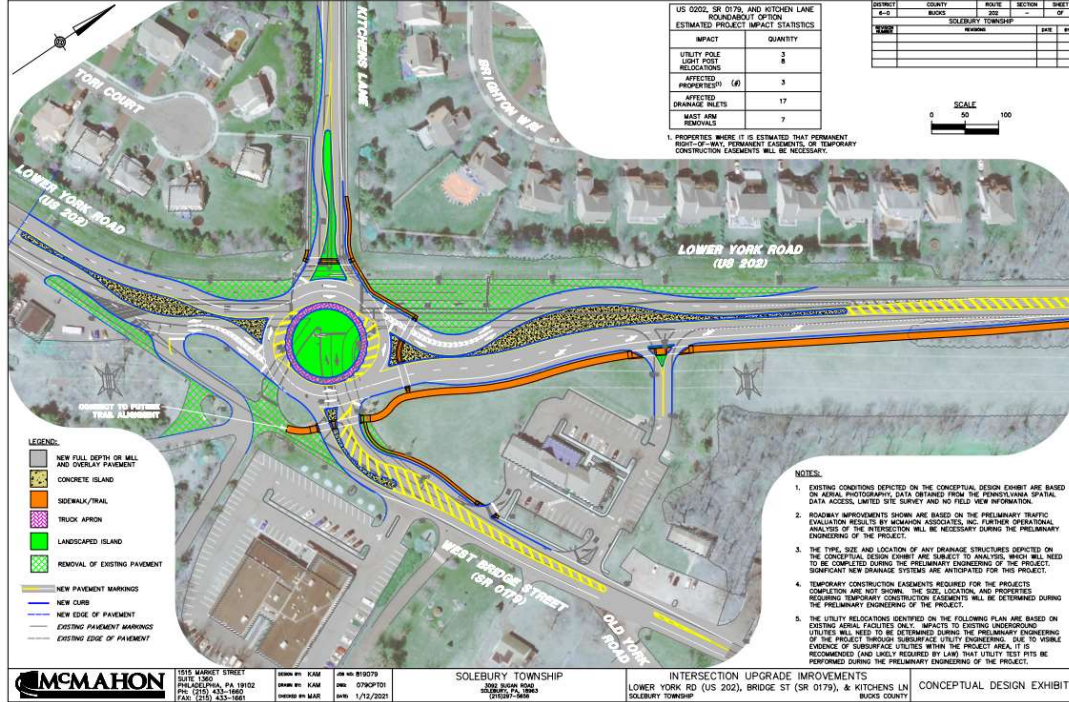 US 0202, SR 0179, AND KITCHEN LANE
ROUNDABOUT OPTION
ESTIMATED PROJECT IMPACT STATISTICS
IMPACT QUANTITY
UTILITY POLE 3
LIGHT POST 8
RELOCATIONS
AFFECTED
PROPERTIES(1) (#) 3
AFFECTED
DRAINAGE INLETS 17
MAST ARM
REMOVALS 7
1. PROPERTIES WHERE IT IS ESTIMATED THAT PERMANENT
RIGHT-OF-WAY, PERMANENT EASEMENTS, OR TEMPORARY
CONSTRUCTION EASEMENTS WILL BE NECESSARY.
DISTRICT COUNTY ROUTE SECTION SHEET
6-0 BUCKS 202 - OF
SOLEBURY TOWNSHIP
REVISION NUMBER REVISIONS DATE BY
SCALE
0 50 100
KITCHENS LANE
TORI COURT
BRIGHTON WAY
LOWER YORK ROAD
(US 202)
LOWER YORK ROAD
(US 202)
CONNECT TO FUTURE
TRAIL ALIGNMENT
WEST BRIDGE STREET
(SR 0179)
OLD YORK
ROAD
LEGEND:
NEW FULL DEPTH OR MILL
AND OVERLAY PAVEMENT
CONCRETE ISLAND
SIDEWALK/TRAIL
TRUCK APRON
LANDSCAPED ISLAND
REMOVAL OF EXISTING PAVEMENT
NEW PAVEMENT MARKINGS
NEW CURB
NEW EDGE OF PAVEMENT
EXISTING PAVEMENT MARKINGS
EXISTING EDGE OF PAVEMENT
NOTES:
1. EXISTING CONDITIONS DEPICTED ON THE CONCEPTUAL DESIGN EXHIBIT ARE BASED
ON AERIAL PHOTOGRAPHY, DATA OBTAINED FROM THE PENNSYLVANIA SPATIAL
DATA ACCESS, LIMITED SITE SURVEY AND NO FIELD VIEW INFORMATION.
2. ROADWAY IMPROVEMENTS SHOWN ARE BASED ON THE PRELIMINARY TRAFFIC
EVALUATION RESULTS BY MCMAHON ASSOCIATES, INC. FURTHER OPERATIONAL
ANALYSIS OF THE INTERSECTION WILL BE NECESSARY DURING THE PRELIMINARY
ENGINEERING OF THE PROJECT.
3. THE TYPE, SIZE AND LOCATION OF ANY DRAINAGE STRUCTURES DEPICTED ON
THE CONCEPTUAL DESIGN EXHIBIT ARE SUBJECT TO ANALYSIS, WHICH WILL NEED
TO BE COMPLETED DURING THE PRELIMINARY ENGINEERING OF THE PROJECT.
SIGNIFICANT NEW DRAINAGE SYSTEMS ARE ANTICIPATED FOR THIS PROJECT.
4. TEMPORARY CONSTRUCTION EASEMENTS REQUIRED FOR THE PROJECTS
COMPLETION ARE NOT SHOWN. THE SIZE, LOCATION, AND PROPERTIES
REQUIRING TEMPORARY CONSTRUCTION EASEMENTS WILL BE DETERMINED DURING
THE PRELIMINARY ENGINEERING OF THE PROJECT.
5. THE UTILITY RELOCATIONS IDENTIFIED ON THE FOLLOWING PLAN ARE BASED ON
EXISTING AERIAL FACILITIES ONLY. IMPACTS TO EXISTING UNDERGROUND
UTILITIES WILL NEED TO BE DETERMINED DURING THE PRELIMINARY ENGINEERING
OF THE PROJECT THROUGH SUBSURFACE UTILITY ENGINEERING. DUE TO VISIBLE
EVIDENCE OF SUBSURFACE UTILITIES WITHIN THE PROJECT AREA, IT IS
RECOMMENDED (AND LIKELY REQUIRED BY LAW) THAT UTILITY TEST PITS BE
PERFORMED DURING THE PRELIMINARY ENGINEERING OF THE PROJECT.
MCMAHON
1515 MARKET STREET
SUITE 1360
PHILADELPHIA, PA 19102
PH: (215) 433-1660
FAX: (215) 433-1661
DESIGN BY: KAM JOB NO: 819079
DRAWN BY: KAM DWG: 079CPT01
CHECKED BY: MAR DATE: 1/12/2021
SOLEBURY TOWNSHIP
3092 SUGAN ROAD
SOLEBURY, PA, 18963
INTERSECTION UPGRADE IMROVEMENTS
LOWER YORK RD (US 202), BRIDGE ST (SR 0179), & KITCHENS LN
SOLEBURY TOWNSHIP BUCKS COUNTY
CONCEPTUAL DESIGN EXHIBIT